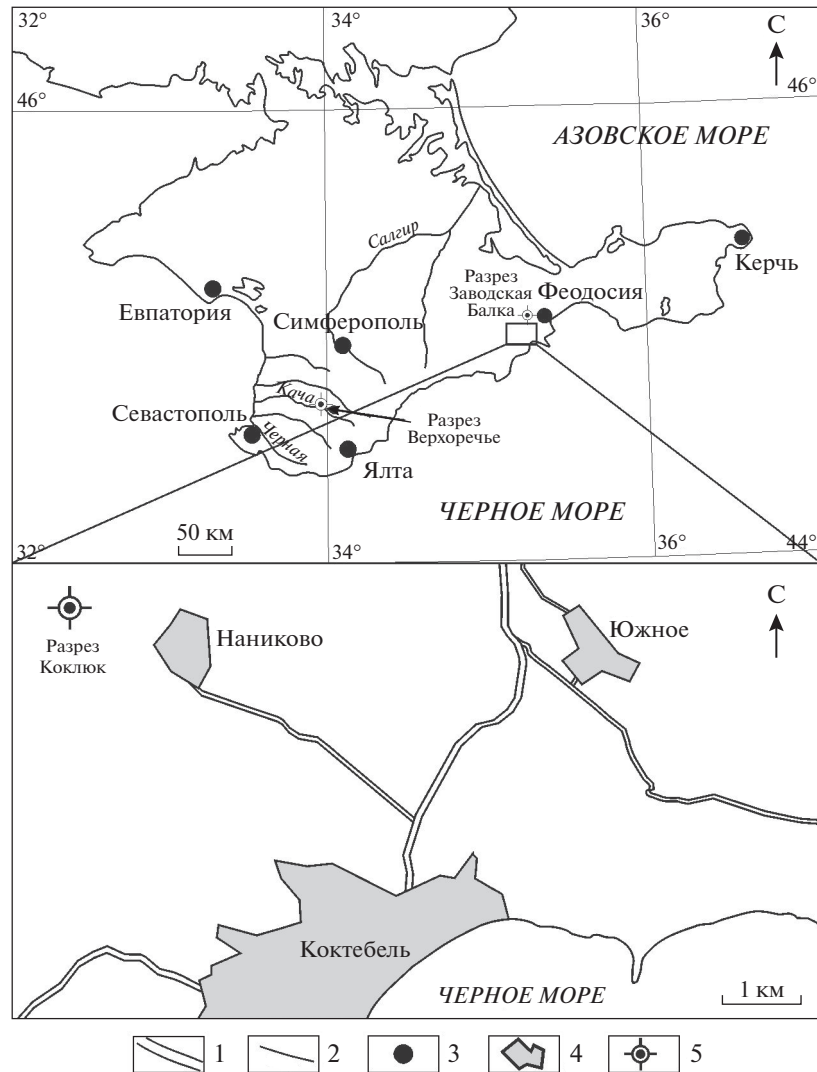 32°
34°
36°
С
46°
46°
АЗОВСКОЕ МОРЕ
Салгир
Керчь
Разрез
Заводская
Балка
Феодосия
Евпатория
Симферополь
Кача
Севастополь
Черная
Разрез
Верхоречье
Ялта
ЧЕРНОЕ МОРЕ
50 км
32°
34°
36°
44°
С
Разрез
Коклюк
Наниково
Южное
Коктебель
ЧЕРНОЕ МОРЕ
1 км
1
2
3
4
5